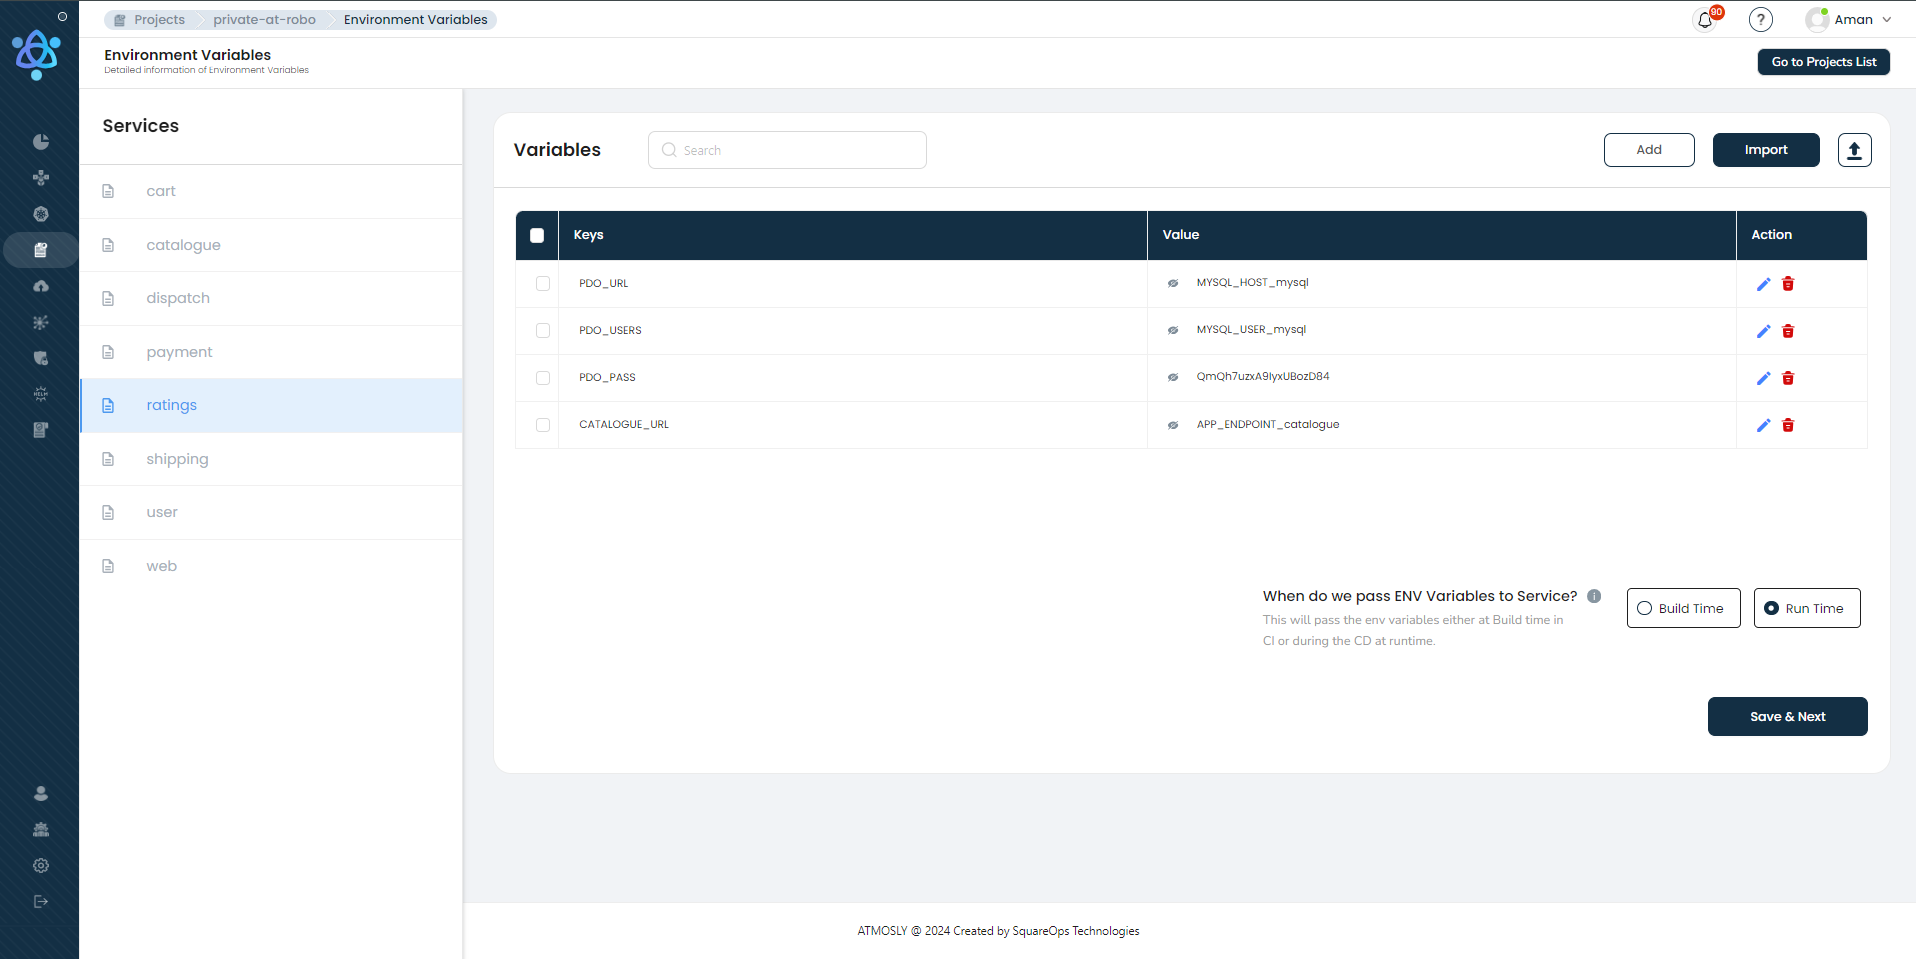 Projects private-at-robo Environment Variables
90
?
Aman
Environment Variables
Detailed information of Environment Variables
Go to Projects List
Services
cart
catalogue
dispatch
payment
ratings
shipping
user
web
HELM
Variables
Search
Add
Import
Keys Value Action
PDO_URL MYSQL_HOST_mysql
PDO_USERS MYSQL_USER_mysql
PDO_PASS QmQh7uzxA9IyxUBozD84
CATALOGUE_URL APP_ENDPOINT_catalogue
When do we pass ENV Variables to Service? i
This will pass the env variables either at Build time in
CI or during the CD at runtime.
Build Time
Run Time
Save & Next
ATMOSLY @ 2024 Created by SquareOps Technologies